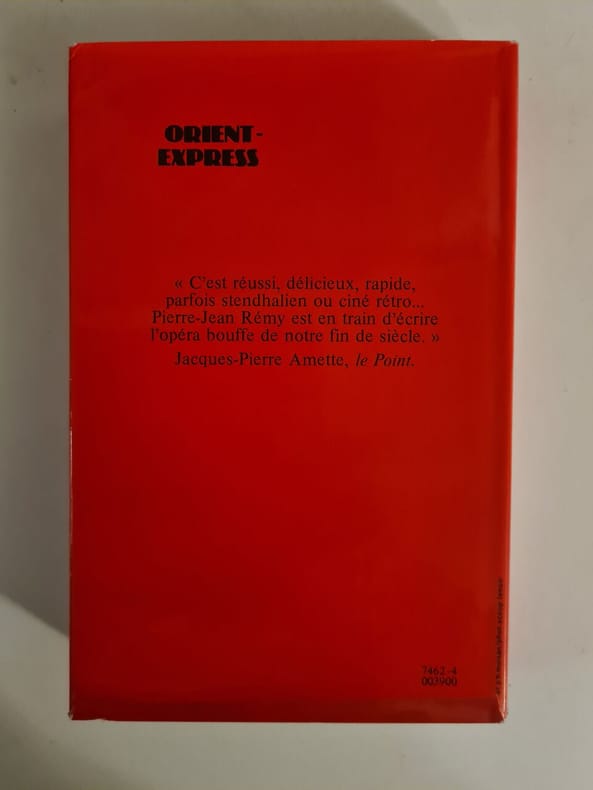 ORIENT-
EXPRESS
« C'est réussi, délicieux, rapide,
parfois stendhalien ou ciné rétro...
Pierre-Jean Rémy est en train d'écrire
l'opéra bouffe de notre fin de siècle. »
Jacques-Pierre Amette, le Point.
7462-4
003900